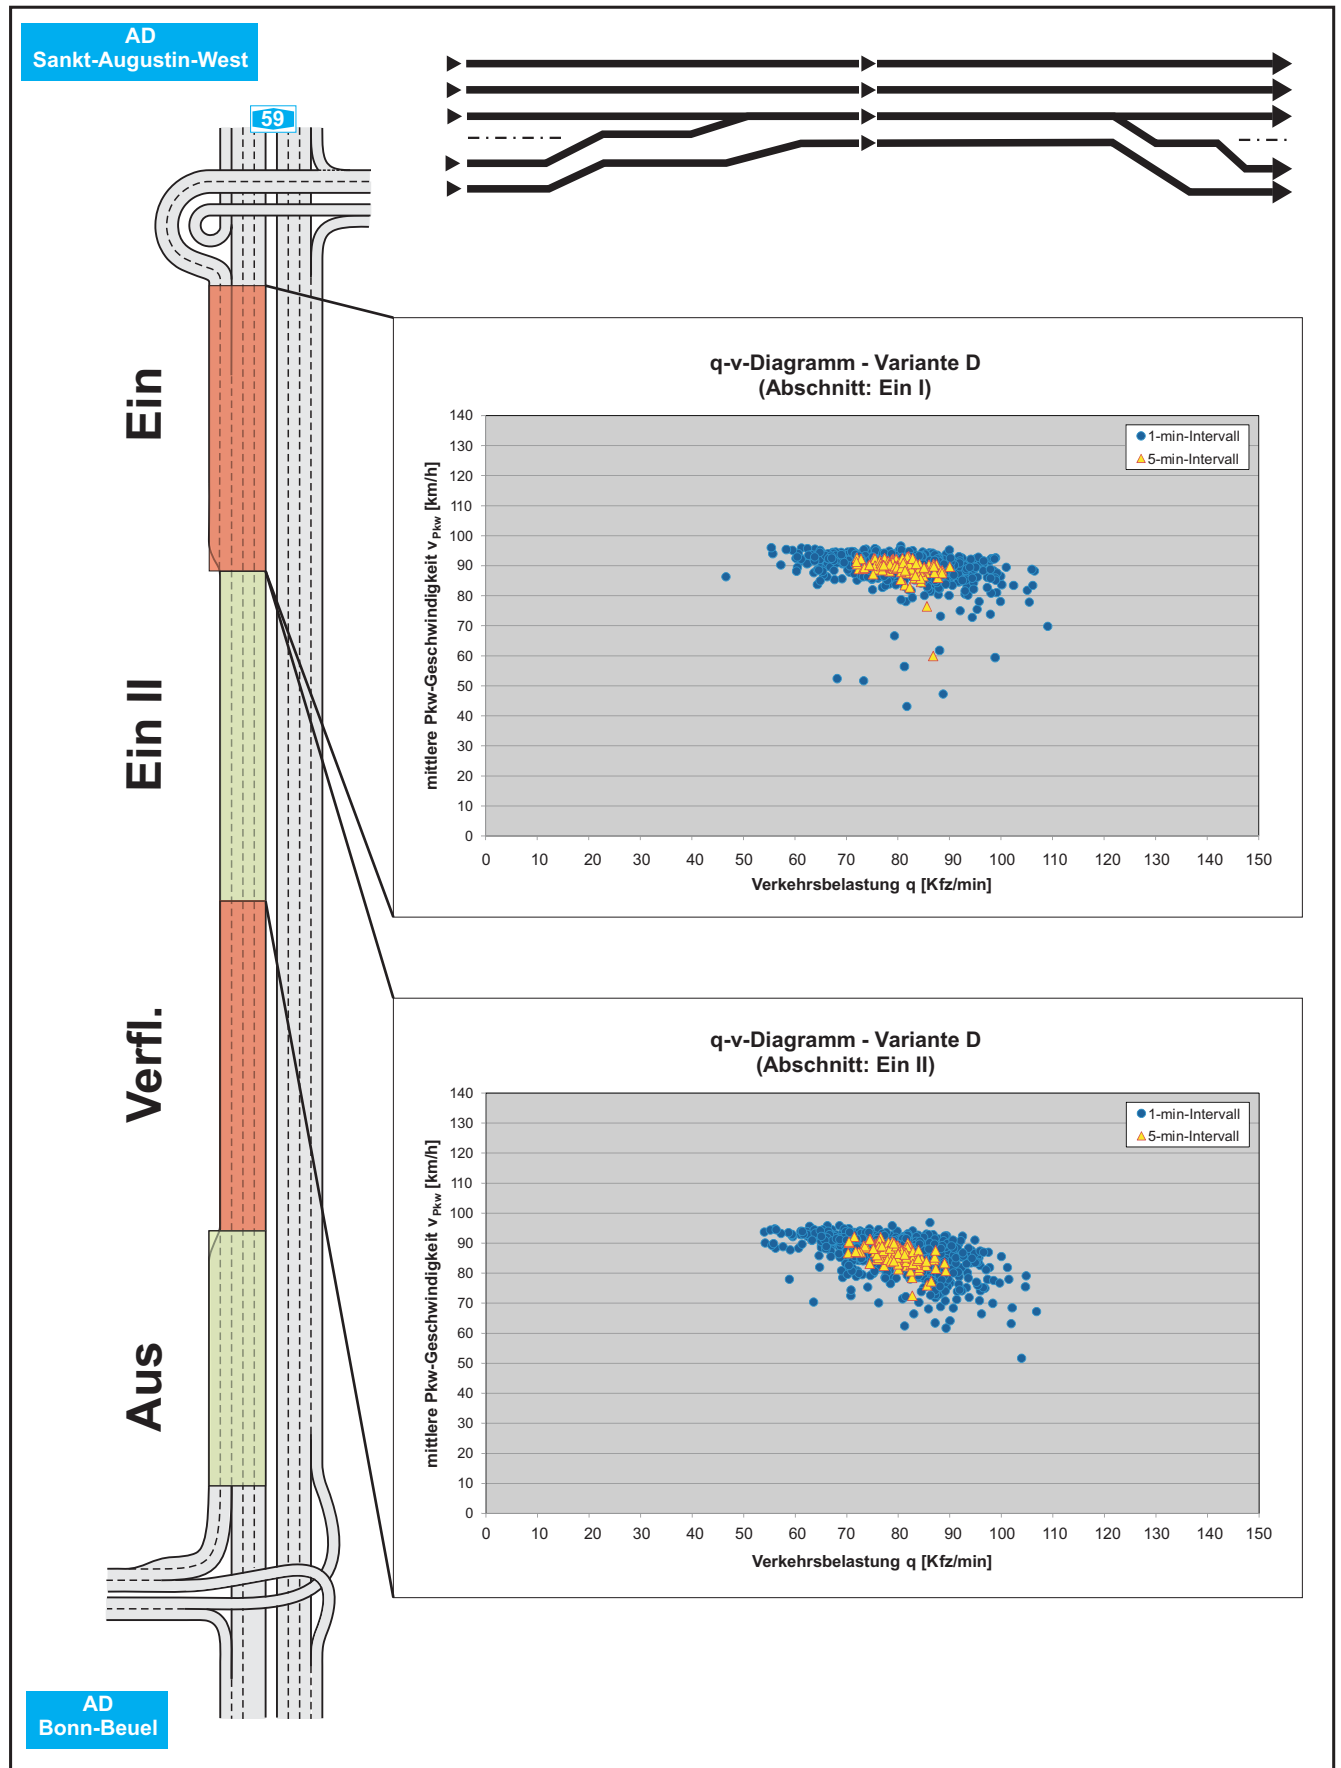 AD
Sankt-Augustin-West
59
Ein
Ein II
Verfl.
Aus
AD
Bonn-Beuel
q-v-Diagramm - Variante D
(Abschnitt: Ein I)
mittlere Pkw-Geschwindigkeit vPkw [km/h]
140
130
120
110
100
90
80
70
60
50
40
30
20
10
0
1-min-Intervall
5-min-Intervall
0 10 20 30 40 50 60 70 80 90 100 110 120 130 140 150
Verkehrsbelastung q [Kfz/min]
q-v-Diagramm - Variante D
(Abschnitt: Ein II)
mittlere Pkw-Geschwindigkeit vPkw [km/h]
140
130
120
110
100
90
80
70
60
50
40
30
20
10
0
1-min-Intervall
5-min-Intervall
0 10 20 30 40 50 60 70 80 90 100 110 120 130 140 150
Verkehrsbelastung q [Kfz/min]